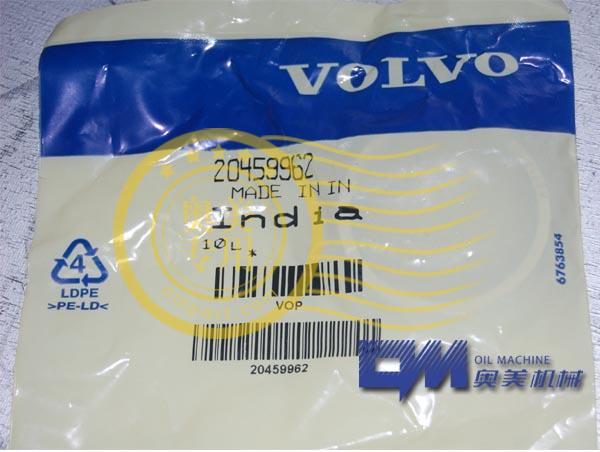 VOLVO
20459962
MADE IN IN
India
10L.*
4
LDPE
>PE-LD<
6763854
VOP
20459962
OIL MACHINE
奥美机械